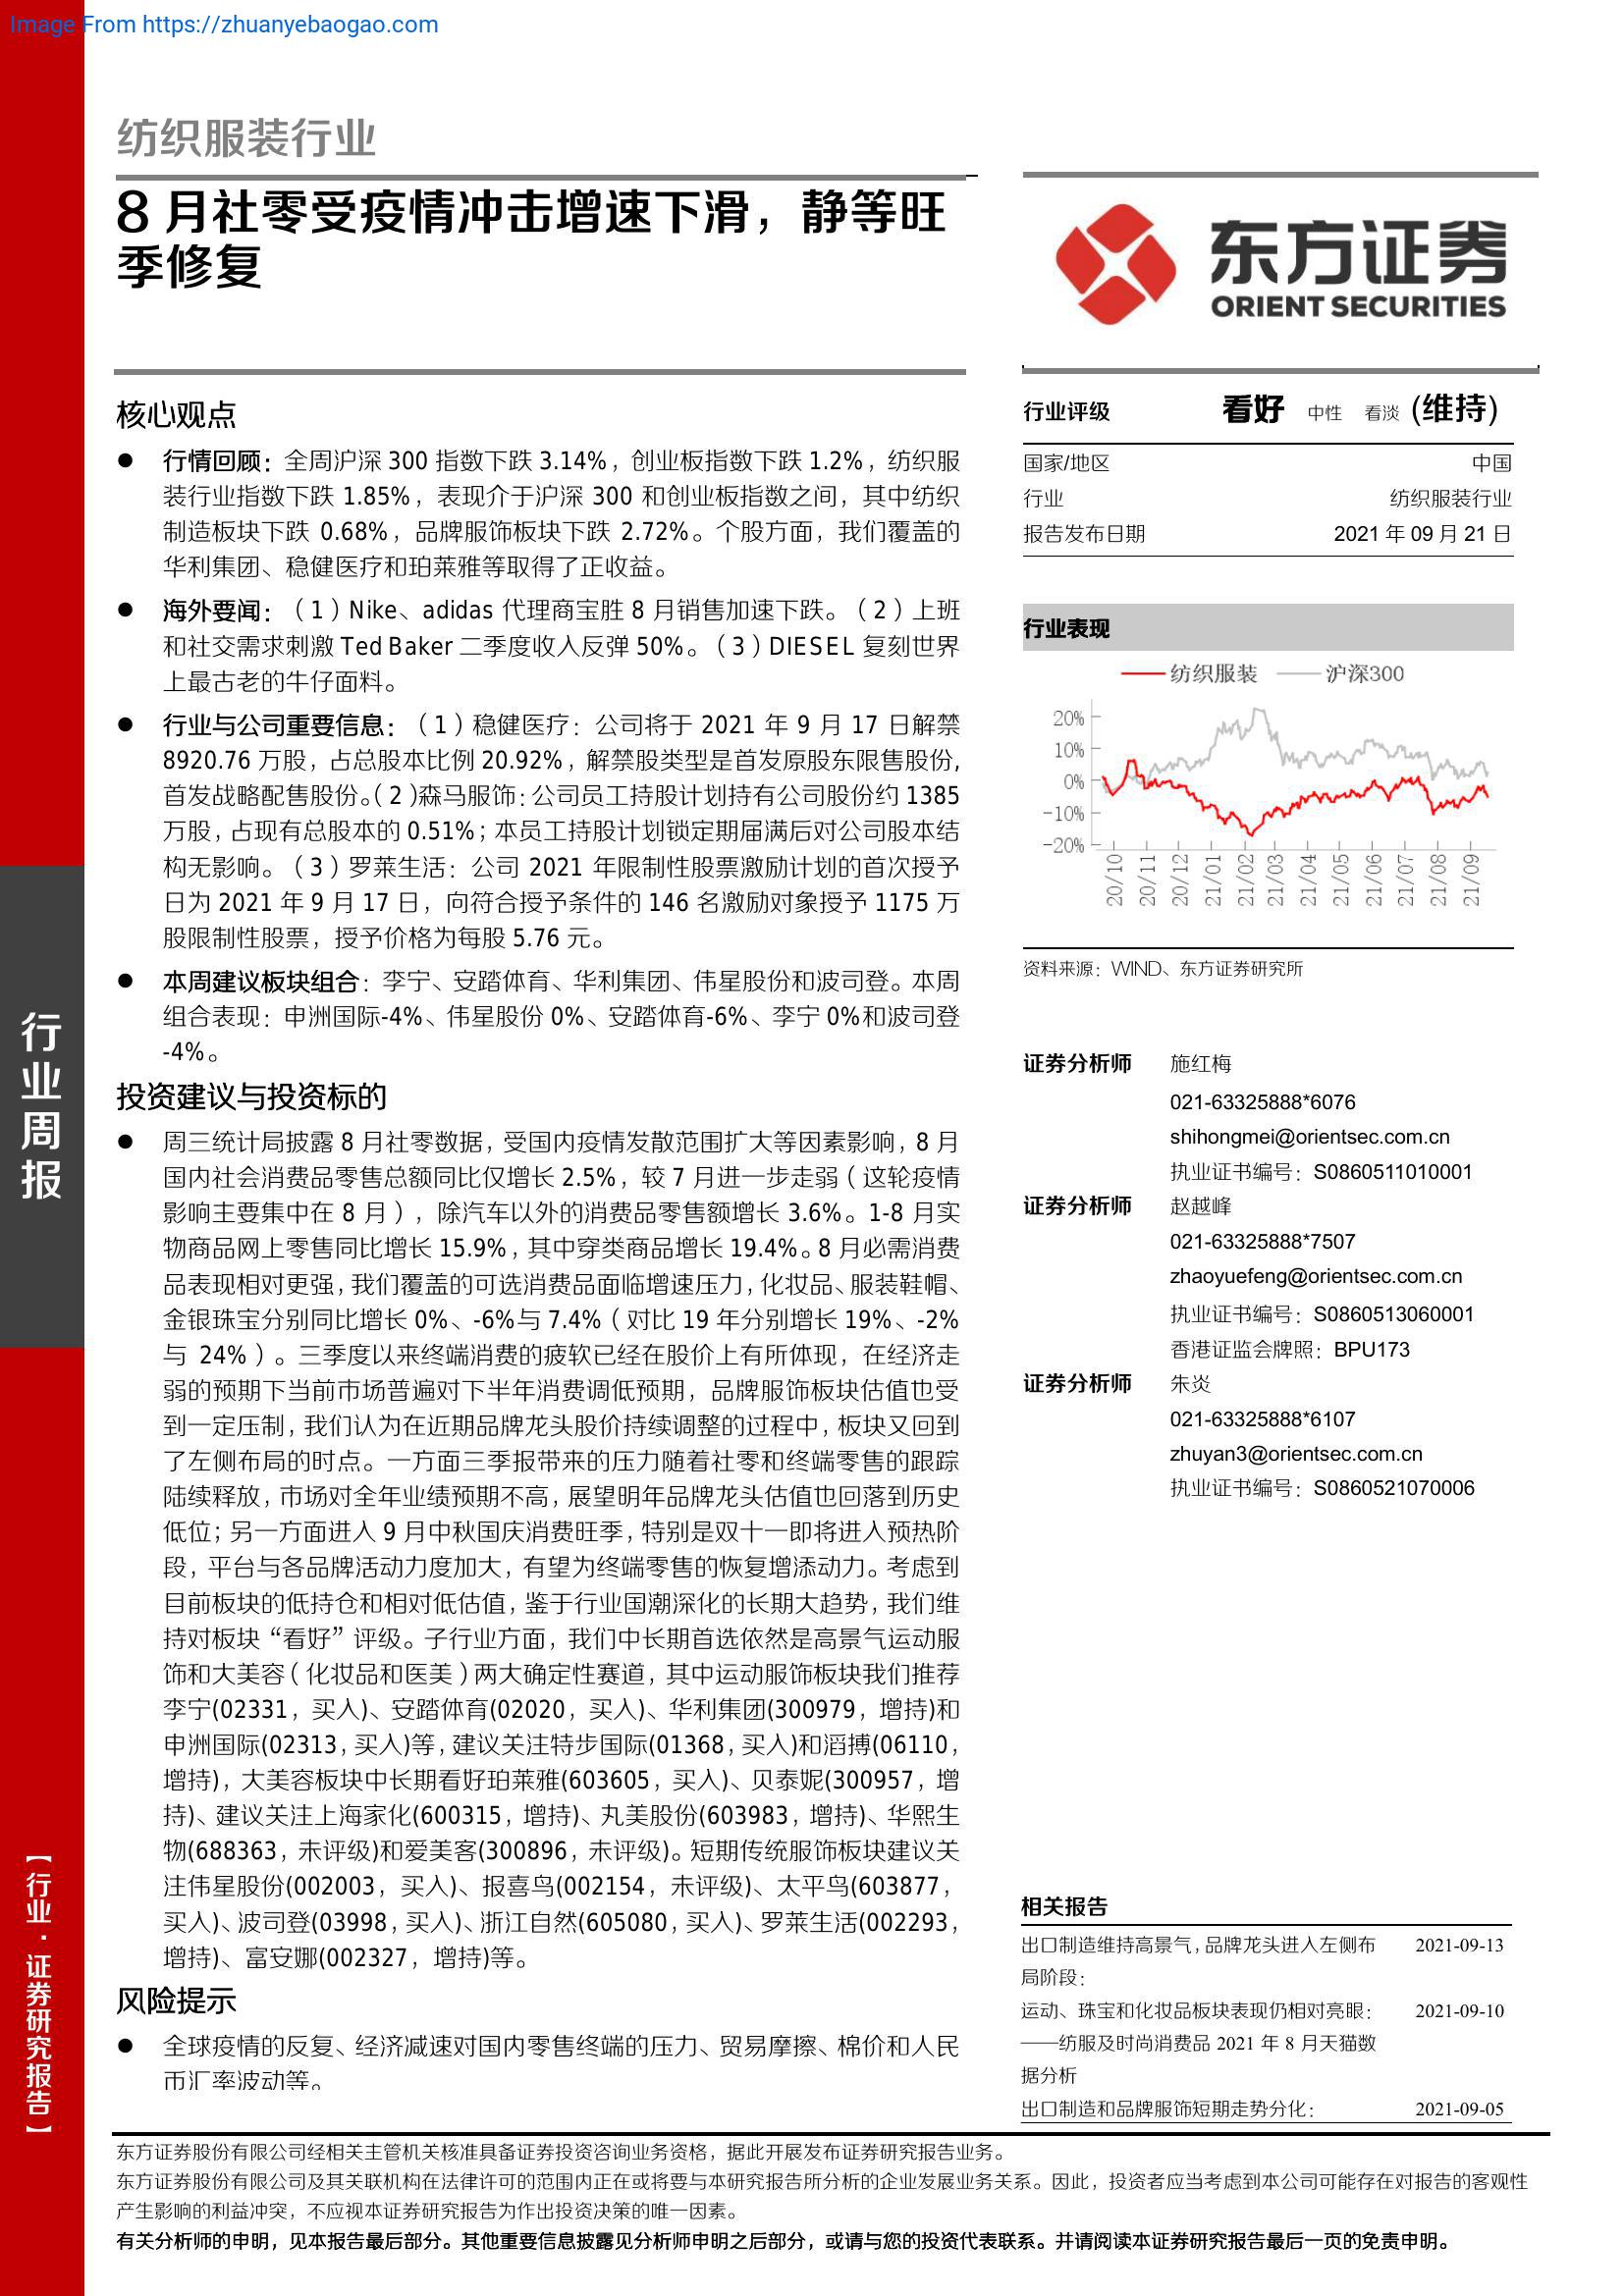 Image From https://zhuanyebaogao.com
纺织服装行业
8 月社零受疫情冲击增速下滑，静等旺
季修复
核心观点
● 行情回顾：全周沪深 300 指数下跌 3.14%，创业板指数下跌 1.2%，纺织服
装行业指数下跌 1.85%，表现介于沪深 300 和创业板指数之间，其中纺织
制造板块下跌 0.68%，品牌服饰板块下跌 2.72%。个股方面，我们覆盖的
华利集团、稳健医疗和珀莱雅等取得了正收益。
● 海外要闻：（1）Nike、adidas 代理商宝胜 8 月销售加速下跌。（2）上班
和社交需求刺激 Ted Baker 二季度收入反弹 50%。（3）DIESEL 复刻世界
上最古老的牛仔面料。
● 行业与公司重要信息：（1）稳健医疗：公司将于 2021 年 9 月 17 日解禁
8920.76 万股，占总股本比例 20.92%，解禁股类型是首发原股东限售股份，
首发战略配售股份。（2）森马服饰：公司员工持股计划持有公司股份约 1385
万股，占现有总股本的 0.51%；本员工持股计划锁定期届满后对公司股本结
构无影响。（3）罗莱生活：公司 2021 年限制性股票激励计划的首次授予
日为 2021 年 9 月 17 日，向符合授予条件的 146 名激励对象授予 1175 万
股限制性股票，授予价格为每股 5.76 元。
● 本周建议板块组合：李宁、安踏体育、华利集团、伟星股份和波司登。本周
组合表现：申洲国际-4%、伟星股份 0%、安踏体育-6%、李宁 0%和波司登
-4%。
投资建议与投资标的
● 周三统计局披露 8 月社零数据，受国内疫情发散范围扩大等因素影响，8 月
国内社会消费品零售总额同比仅增长 2.5%，较 7 月进一步走弱（这轮疫情
影响主要集中在 8 月），除汽车以外的消费品零售额增长 3.6%。1-8 月实
物商品网上零售同比增长 15.9%，其中穿类商品增长 19.4%。8 月必需消费
品表现相对更强，我们覆盖的可选消费品面临增速压力，化妆品、服装鞋帽、
金银珠宝分别同比增长 0%、-6%与 7.4%（对比 19 年分别增长 19%、-2%
与 24%）。三季度以来终端消费的疲软已经在股价上有所体现，在经济走
弱的预期下当前市场普遍对下半年消费调低预期，品牌服饰板块估值也受
到一定压制，我们认为在近期品牌龙头股价持续调整的过程中，板块又回到
了左侧布局的时点。一方面三季报带来的压力随着社零和终端零售的跟踪
陆续释放，市场对全年业绩预期不高，展望明年品牌龙头估值也回落到历史
低位；另一方面进入 9 月中秋国庆消费旺季，特别是双十一即将进入预热阶
段，平台与各品牌活动力度加大，有望为终端零售的恢复增添动力。考虑到
目前板块的低持仓和相对低估值，鉴于行业国潮深化的长期大趋势，我们维
持对板块“看好”评级。子行业方面，我们中长期首选依然是高景气运动服
饰和大美容（化妆品和医美）两大确定性赛道，其中运动服饰板块我们推荐
李宁(02331，买入)、安踏体育(02020，买入)、华利集团(300979，增持)和
申洲国际(02313，买入)等，建议关注特步国际(01368，买入)和滔搏(06110，
增持)，大美容板块中长期看好珀莱雅(603605，买入)、贝泰妮(300957，增
持)、建议关注上海家化(600315，增持)、丸美股份(603983，增持)、华熙生
物(688363，未评级)和爱美客(300896，未评级)。短期传统服饰板块建议关
注伟星股份(002003，买入)、报喜鸟(002154，未评级)、太平鸟(603877，
买入)、波司登(03998，买入)、浙江自然(605080，买入)、罗莱生活(002293，
增持)、富安娜(002327，增持)等。
风险提示
● 全球疫情的反复、经济减速对国内零售终端的压力、贸易摩擦、棉价和人民
币汇率波动等。
东方证券
ORIENT SECURITIES
行业评级 看好 中性 看淡 (维持)
国家/地区 中国
行业 纺织服装行业
报告发布日期 2021 年 09 月 21 日
行业表现
纺织服装 沪深300
20%
10%
0%
-10%
-20%
20/10 20/11 20/12 21/01 21/02 21/03 21/04 21/05 21/06 21/07 21/08 21/09
资料来源：WIND、东方证券研究所
证券分析师 施红梅
021-63325888*6076
shihongmei@orientsec.com.cn
执业证书编号：S0860511010001
证券分析师 赵越峰
021-63325888*7507
zhaoyuefeng@orientsec.com.cn
执业证书编号：S0860513060001
香港证监会牌照：BPU173
证券分析师 朱炎
021-63325888*6107
zhuyan3@orientsec.com.cn
执业证书编号：S0860521070006
相关报告
出口制造维持高景气，品牌龙头进入左侧布 2021-09-13
局阶段：
运动、珠宝和化妆品板块表现仍相对亮眼： 2021-09-10
——纺服及时尚消费品 2021 年 8 月天猫数
据分析
出口制造和品牌服饰短期走势分化： 2021-09-05
行业周报
【行业·证券研究报告】
东方证券股份有限公司经相关主管机关核准具备证券投资咨询业务资格，据此开展发布证券研究报告业务。
东方证券股份有限公司及其关联机构在法律许可的范围内正在或将要与本研究报告所分析的企业发展业务关系。因此，投资者应当考虑到本公司可能存在对报告的客观性
产生影响的利益冲突，不应视本证券研究报告为作出投资决策的唯一因素。
有关分析师的申明，见本报告最后部分。其他重要信息披露见分析师申明之后部分，或请与您的投资代表联系。并请阅读本证券研究报告最后一页的免责申明。